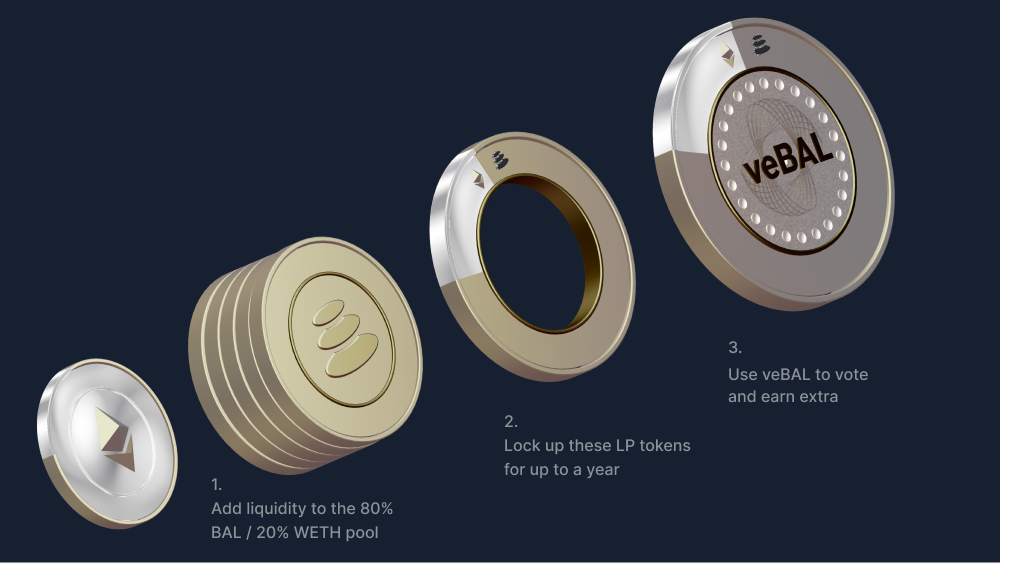 1.
Add liquidity to the 80%
BAL / 20% WETH pool
2.
Lock up these LP tokens
for up to a year
3.
Use veBAL to vote
and earn extra
veBAL